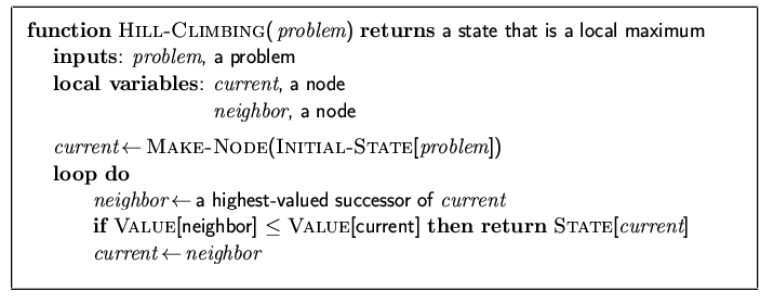 function HILL-CLIMBING( problem) returns a state that is a local maximum
inputs: problem, a problem
local variables: current, a node
neighbor, a node
current ← MAKE-NODE(INITIAL-STATE[problem])
loop do
neighbor ← a highest-valued successor of current
if VALUE[neighbor] ≤ VALUE[current] then return STATE[current]
current ← neighbor